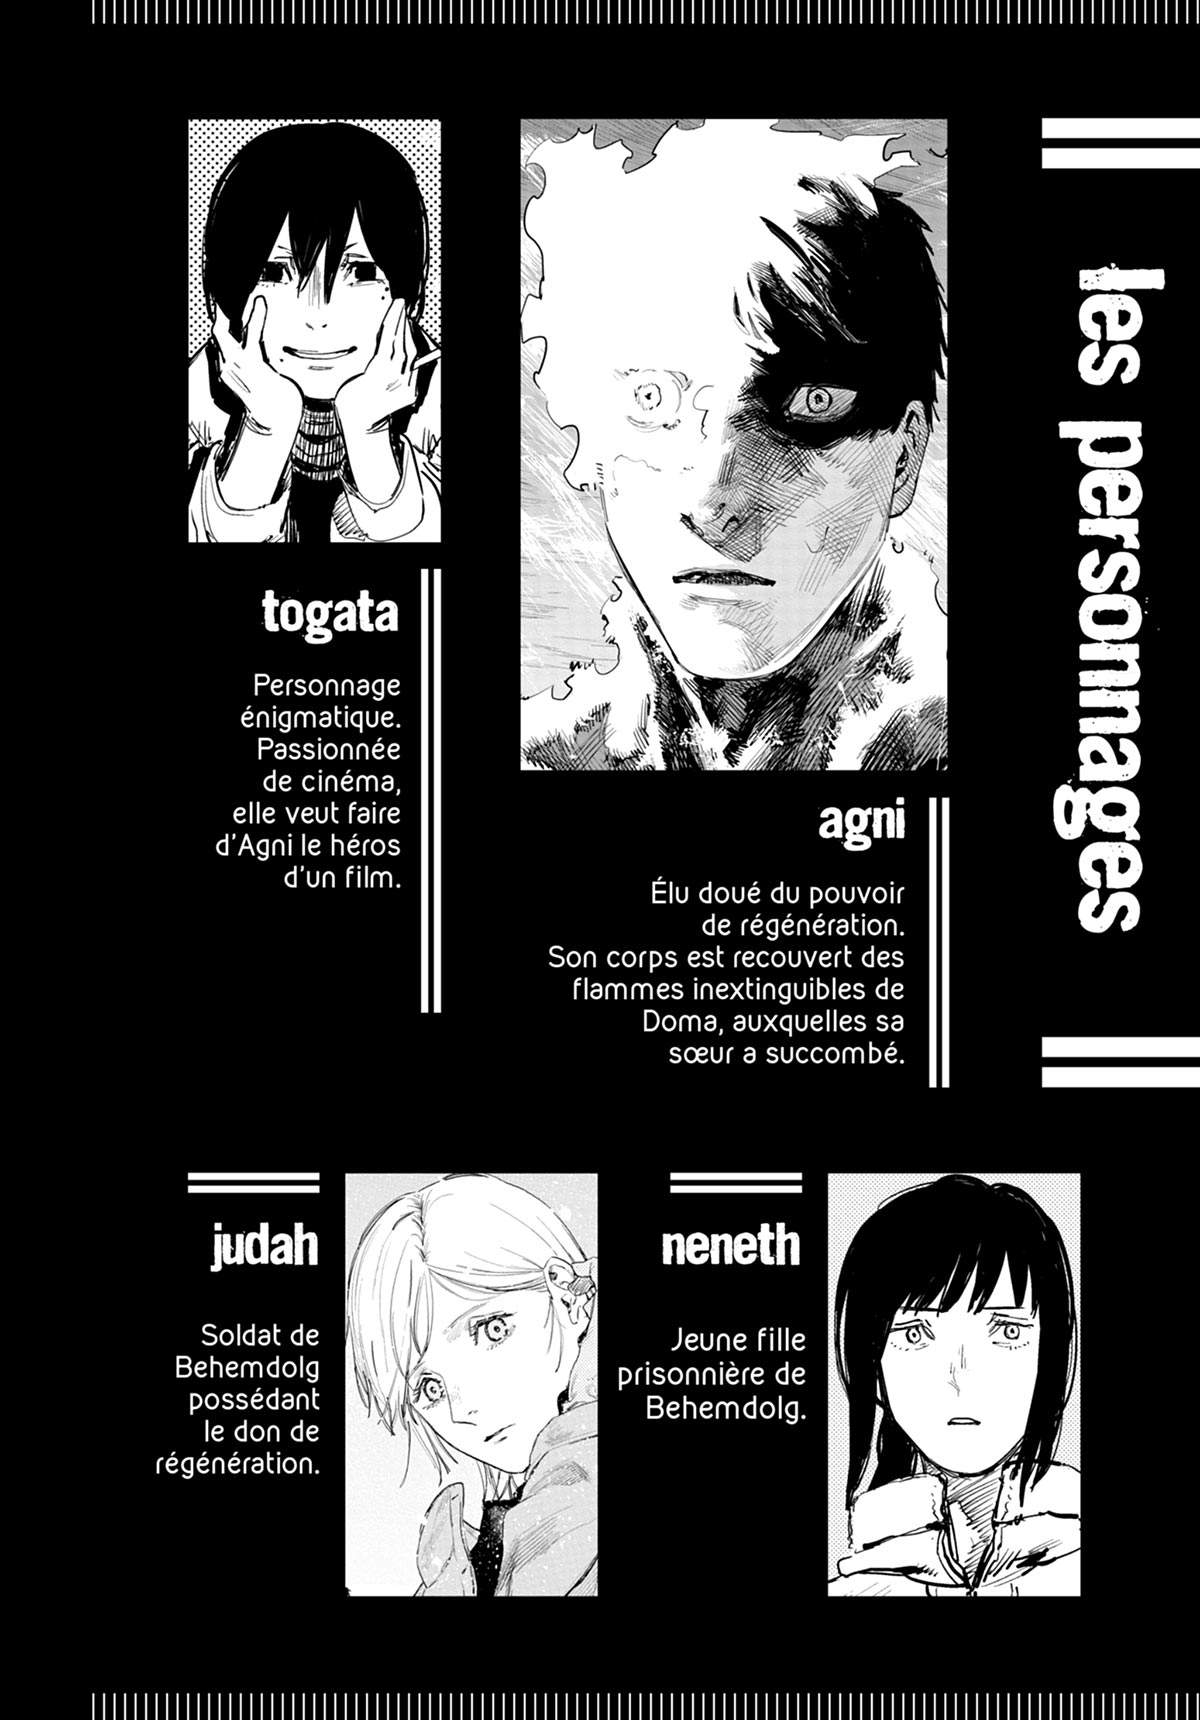 les personnages
togata
Personnage
énigmatique.
Passionnée
de cinéma,
elle veut faire
d'Agni le héros
d'un film.
agni
Élu doué du pouvoir
de régénération.
Son corps est recouvert des
flammes inextinguibles de
Doma, auxquelles sa
sœur a succombé.
judah
Soldat de
Behemdolg
possédant
le don de
régénération.
neneth
Jeune fille
prisonnière de
Behemdolg.